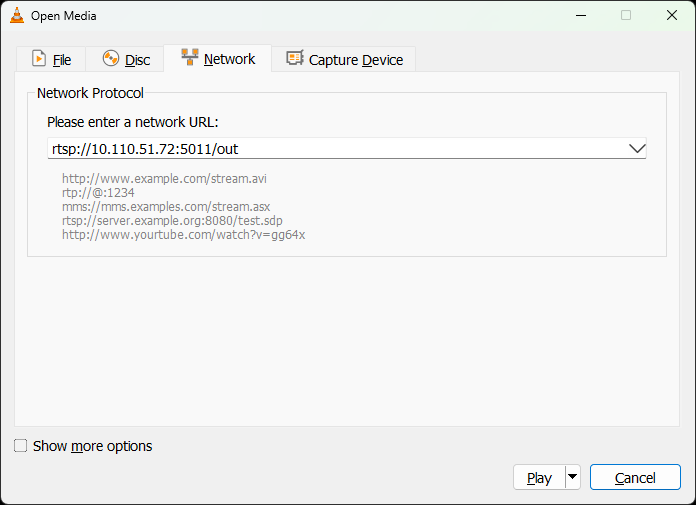 Open Media
File
Disc
Network
Capture Device
Network Protocol
Please enter a network URL:
rtsp://10.110.51.72:5011/out
http://www.example.com/stream.avi
rtp://@:1234
mms://mms.examples.com/stream.asx
rtsp://server.example.org:8080/test.sdp
http://www.yourtube.com/watch?v=gg64x
Show more options
Play
Cancel